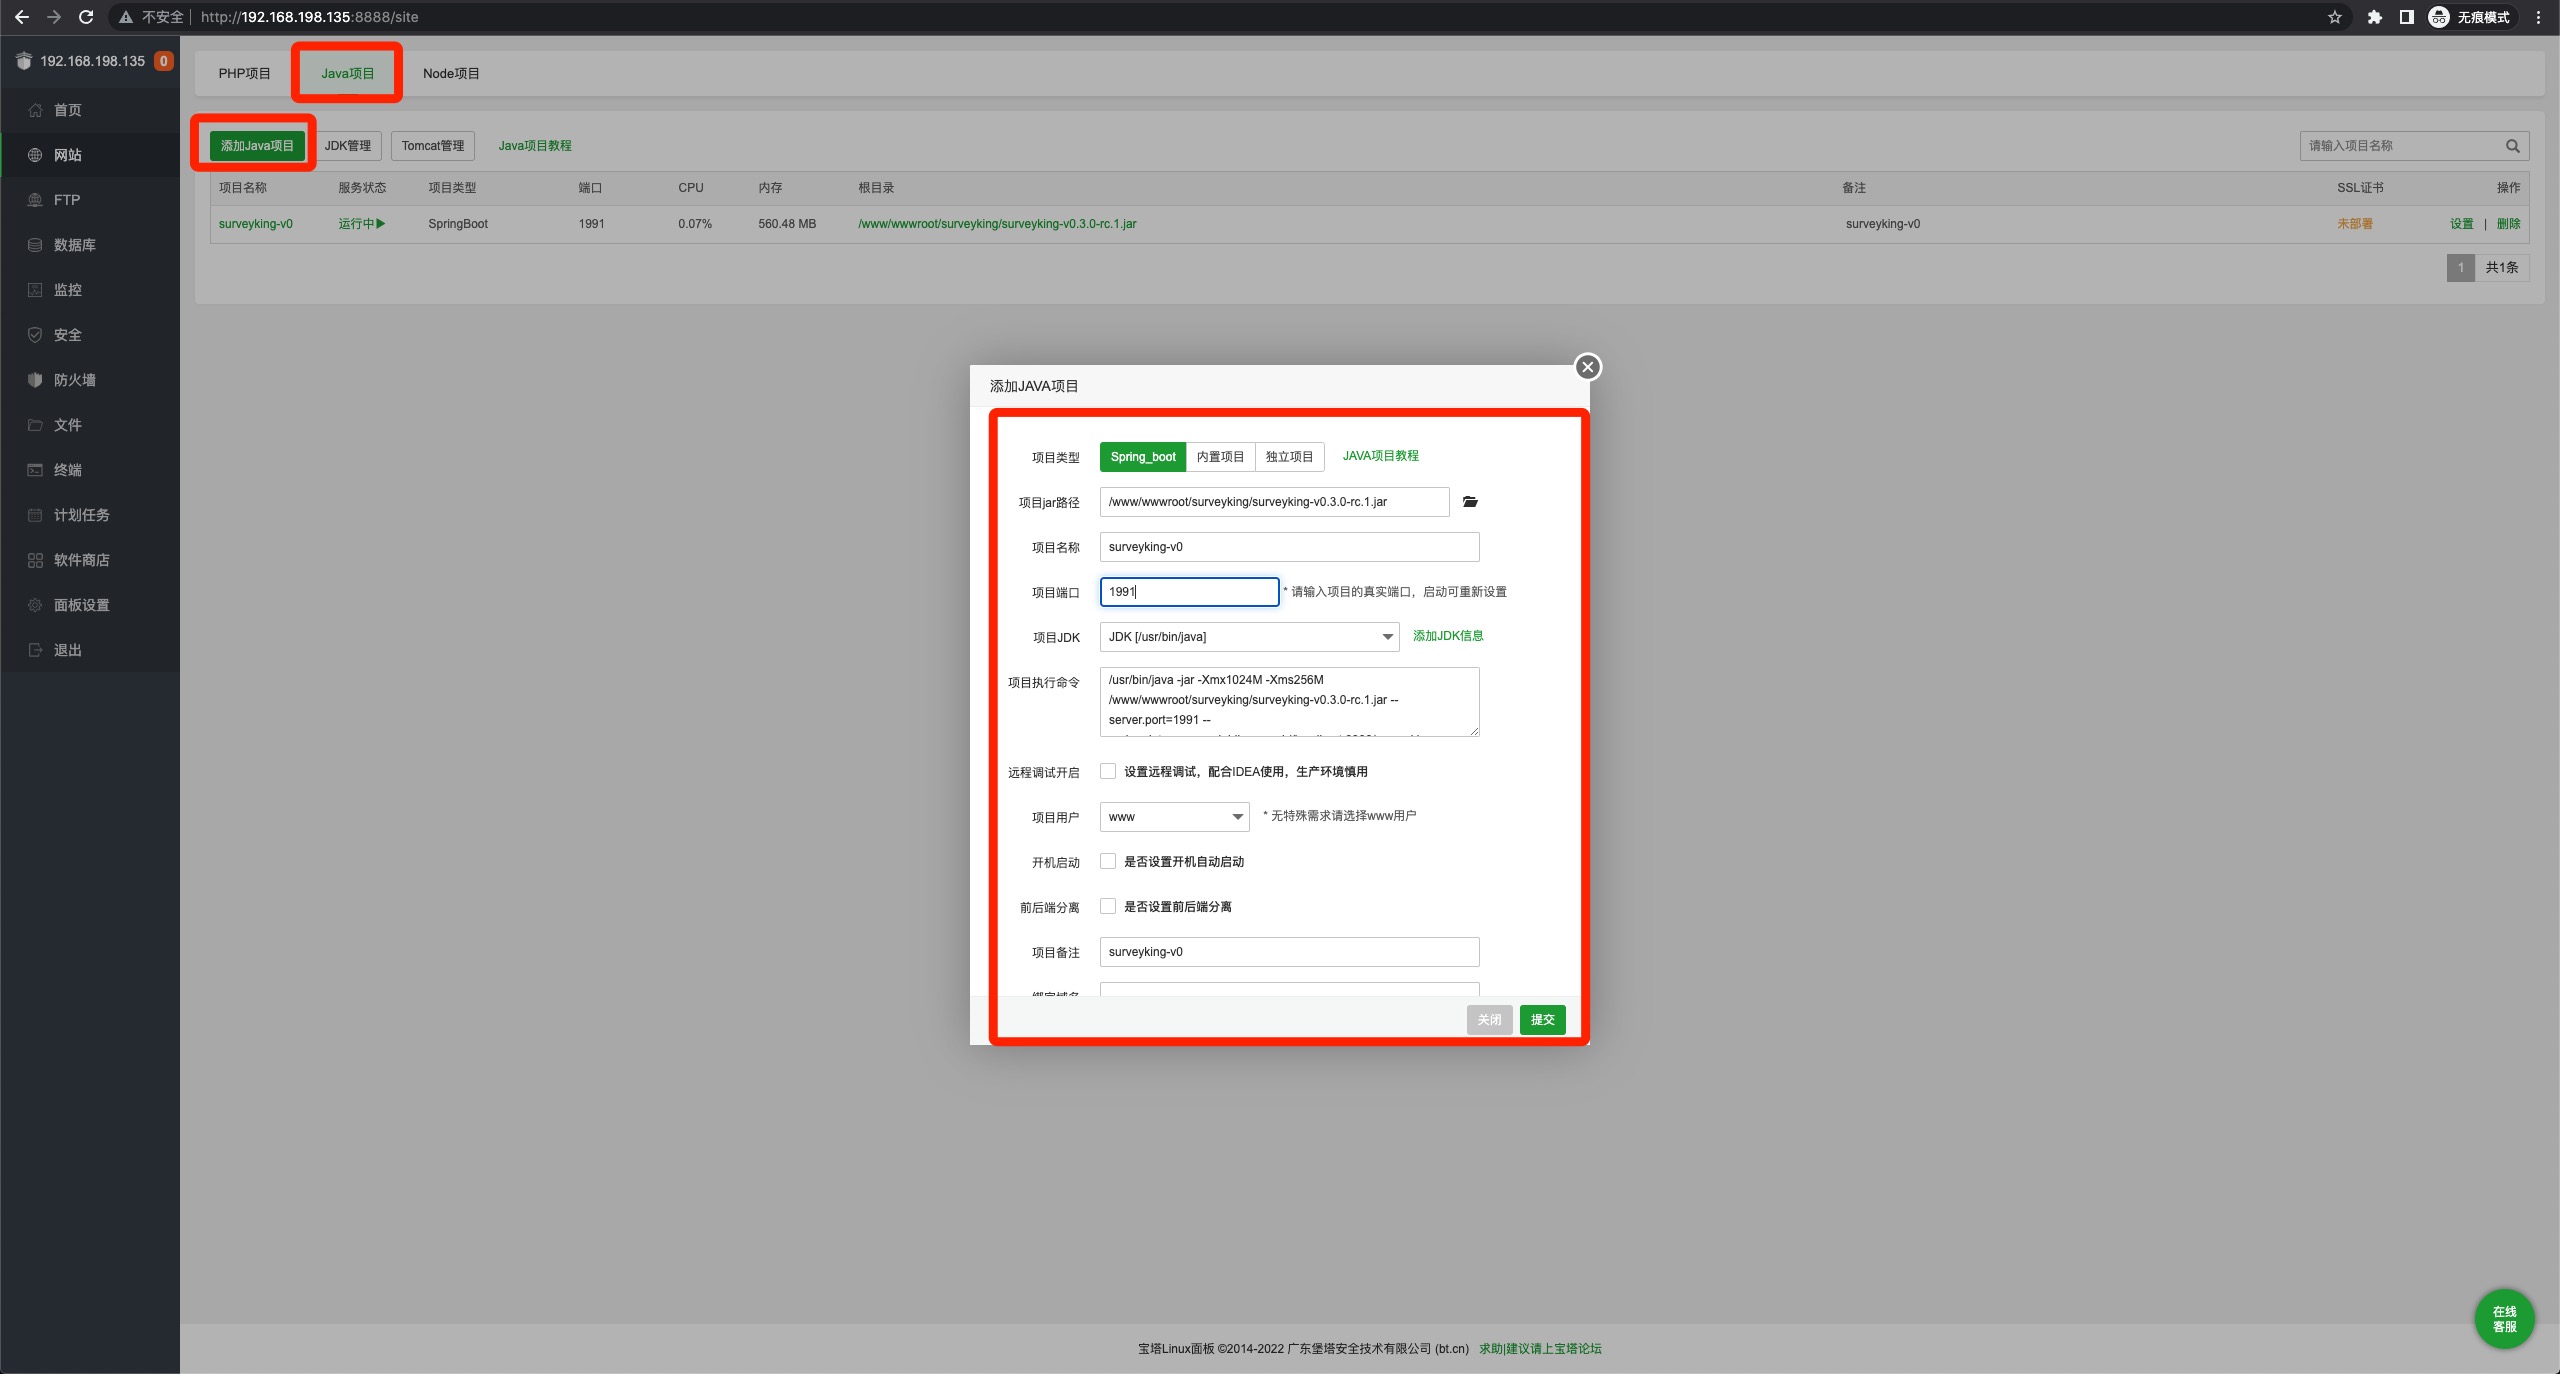 不安全 http://192.168.198.135:8888/site 无痕模式
192.168.198.135 0
首页
网站
FTP
数据库
监控
安全
防火墙
文件
终端
计划任务
软件商店
面板设置
退出
PHP项目 Java项目 Node项目
添加Java项目 JDK管理 Tomcat管理 Java项目教程 请输入项目名称
项目名称 服务状态 项目类型 端口 CPU 内存 根目录 备注 SSL证书 操作
surveyking-v0 运行中 SpringBoot 1991 0.07% 560.48 MB /www/wwwroot/surveyking/surveyking-v0.3.0-rc.1.jar surveyking-v0 未部署 设置 | 删除
1 共1条
添加JAVA项目
项目类型 Spring_boot 内置项目 独立项目 JAVA项目教程
项目jar路径 /www/wwwroot/surveyking/surveyking-v0.3.0-rc.1.jar
项目名称 surveyking-v0
项目端口 1991 * 请输入项目的真实端口，启动可重新设置
项目JDK JDK [/usr/bin/java] 添加JDK信息
项目执行命令 /usr/bin/java -jar -Xmx1024M -Xms256M
/www/wwwroot/surveyking/surveyking-v0.3.0-rc.1.jar --
server.port=1991 --
远程调试开启 设置远程调试，配合IDEA使用，生产环境慎用
项目用户 www * 无特殊需求请选择www用户
开机启动 是否设置开机自动启动
前后端分离 是否设置前后端分离
项目备注 surveyking-v0
绑定域名
关闭 提交
在线
客服
宝塔Linux面板 ©2014-2022 广东堡塔安全技术有限公司 (bt.cn) 求助|建议请上宝塔论坛